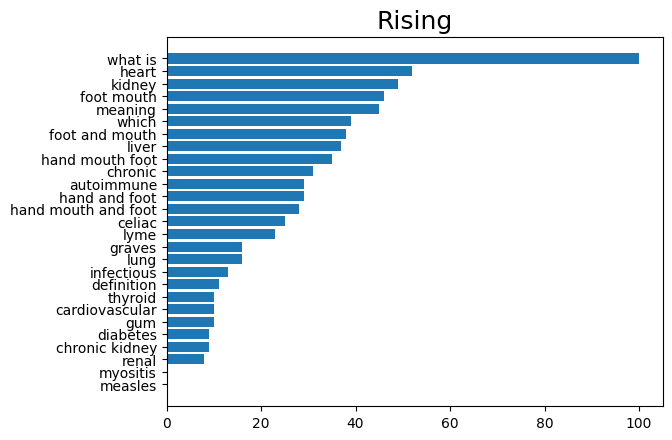 Rising
what is
heart
kidney
foot mouth
meaning
which
foot and mouth
liver
hand mouth foot
chronic
autoimmune
hand and foot
hand mouth and foot
celiac
lyme
graves
lung
infectious
definition
thyroid
cardiovascular
gum
diabetes
chronic kidney
renal
myositis
measles
0 20 40 60 80 100